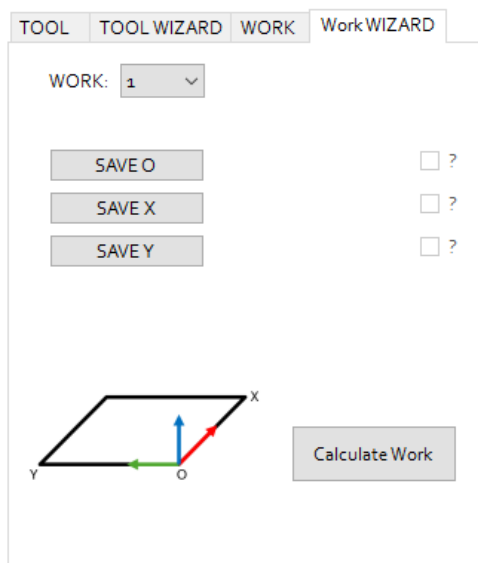 TOOL TOOL WIZARD WORK Work WIZARD
WORK: 1
SAVE O ?
SAVE X ?
SAVE Y ?
X
Y O
Calculate Work